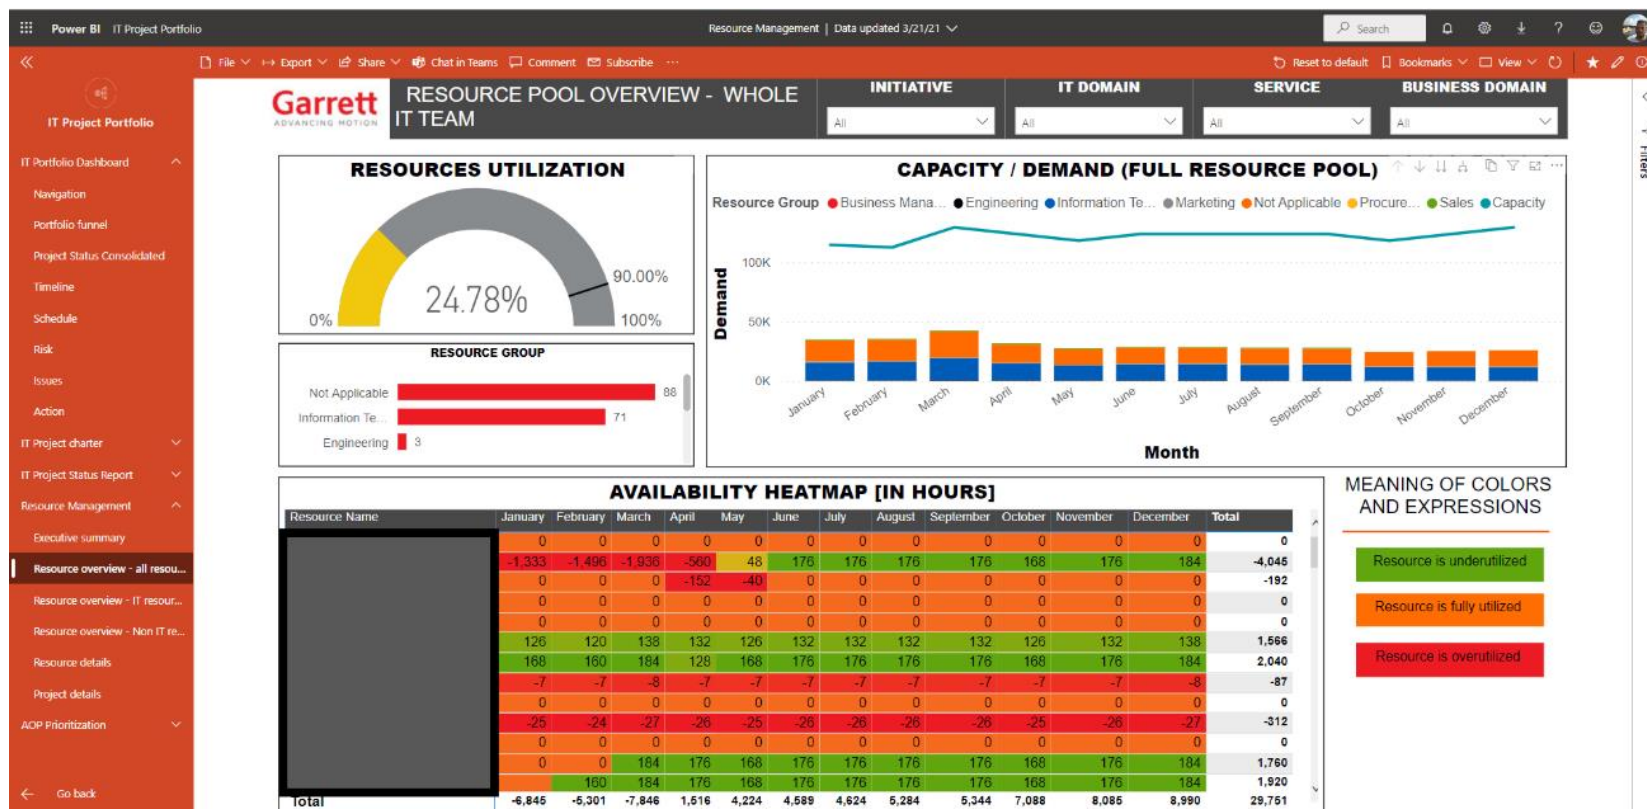 Power BI IT Project Portfolio
Resource Management | Data updated 3/21/21
Search
File Export Share Chat in Teams Comment Subscribe ···
Reset to default Bookmarks View
IT Project Portfolio
IT Portfolio Dashboard
Navigation
Portfolio funnel
Project Status Consolidated
Timeline
Schedule
Risk
Issues
Action
IT Project charter
IT Project Status Report
Resource Management
Executive summary
Resource overview - all resou...
Resource overview - IT resour...
Resource overview - Non IT re...
Resource details
Project details
AOP Prioritization
Go back
Garrett
ADVANCING MOTION
RESOURCE POOL OVERVIEW - WHOLE
IT TEAM
INITIATIVE IT DOMAIN SERVICE BUSINESS DOMAIN
All All All All
Filters
RESOURCES UTILIZATION
24.78%
0%
90.00%
100%
RESOURCE GROUP
Not Applicable 88
Information Te... 71
Engineering 3
CAPACITY / DEMAND (FULL RESOURCE POOL)
Resource Group Business Mana... Engineering Information Te... Marketing Not Applicable Procure... Sales Capacity
Demand
100K
50K
0K
January February March April May June July August September October November December
Month
AVAILABILITY HEATMAP [IN HOURS]
Resource Name January February March April May June July August September October November December Total
0 0 0 0 0 0 0 0 0 0 0 0 0
-1,333 -1,496 -1,936 -560 48 176 176 176 176 168 176 184 -4,045
0 0 0 -152 -40 0 0 0 0 0 0 0 -192
0 0 0 0 0 0 0 0 0 0 0 0 0
0 0 0 0 0 0 0 0 0 0 0 0 0
126 120 138 132 126 132 132 132 132 126 132 138 1,566
168 160 184 128 168 176 176 176 176 168 176 184 2,040
-7 -7 -8 -7 -7 -7 -7 -7 -7 -7 -7 -8 -87
0 0 0 0 0 0 0 0 0 0 0 0 0
-25 -24 -27 -26 -25 -26 -26 -26 -26 -25 -26 -27 -312
0 0 0 0 0 0 0 0 0 0 0 0 0
0 0 184 176 168 176 176 176 176 168 176 184 1,760
160 184 176 168 176 176 176 176 168 176 184 1,920
Total -6,845 -5,301 -7,846 1,516 4,224 4,589 4,624 5,284 5,344 7,088 8,085 8,990 29,751
MEANING OF COLORS
AND EXPRESSIONS
Resource is underutilized
Resource is fully utilized
Resource is overutilized